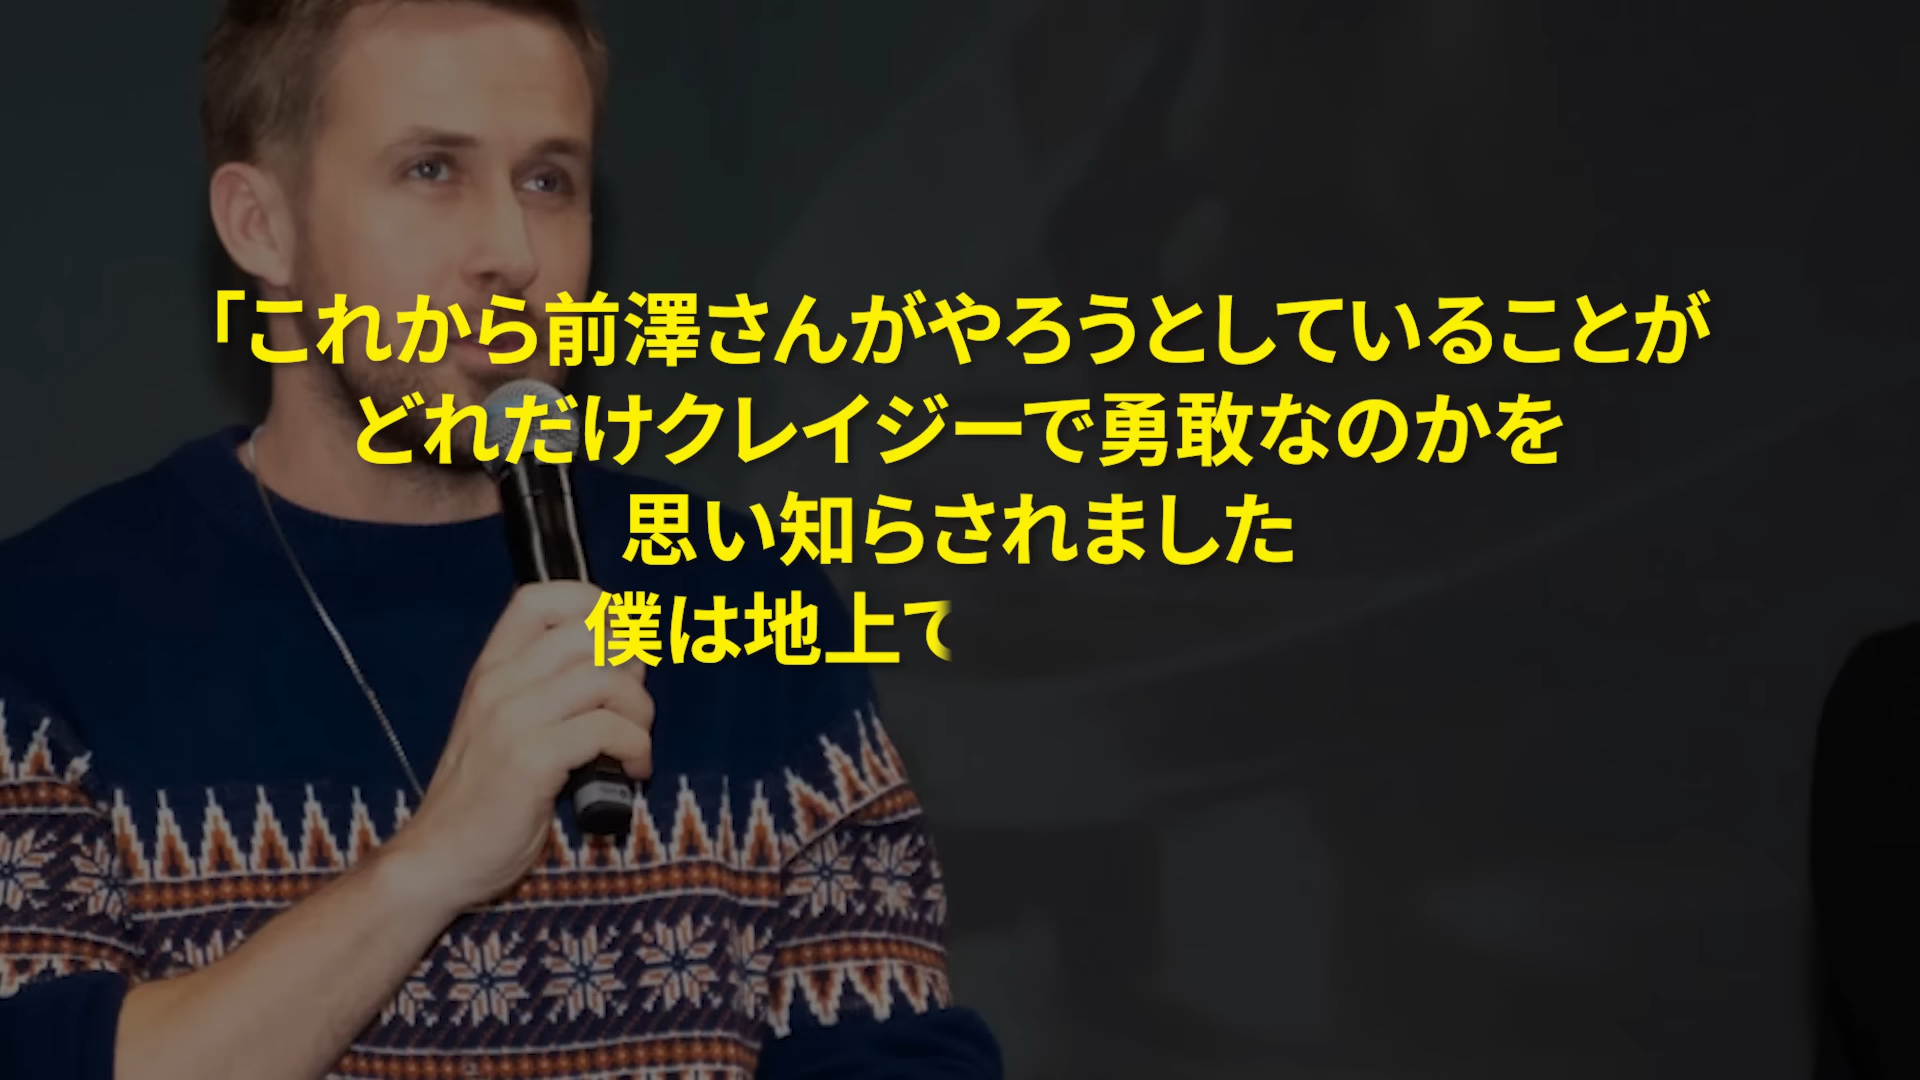 「これから前澤さんがやろうとしていることが
どれだけクレイジーで勇敢なのかを
思い知らされました
僕は地上